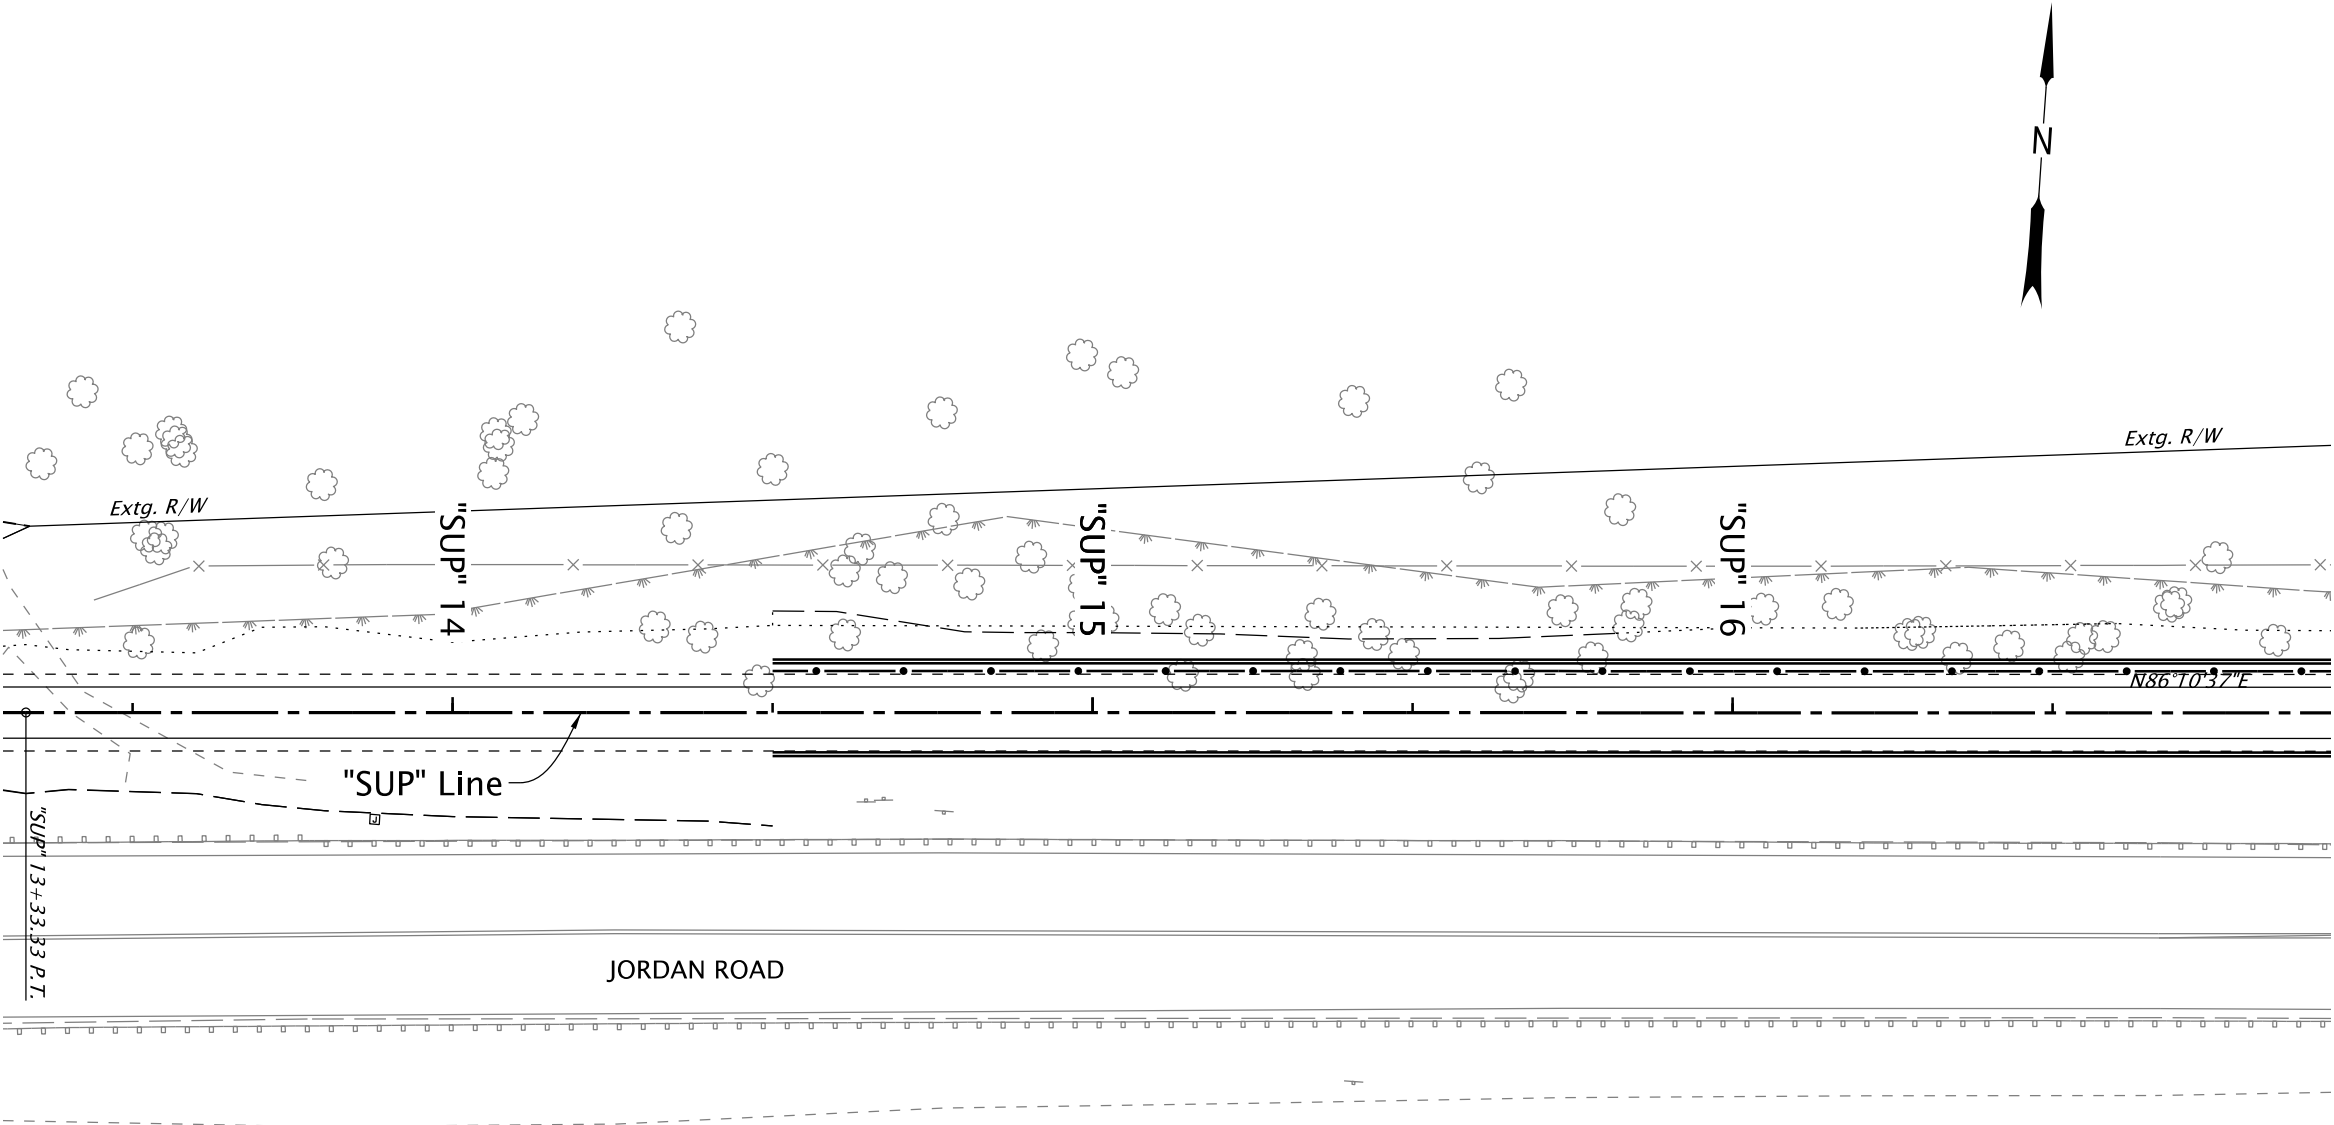 N
Extg. R/W
Extg. R/W
"SUP" 14
"SUP" 15
"SUP" 16
N86°10'37"E
"SUP" Line
J
"SUP" 13+33.33 P.T.
JORDAN ROAD